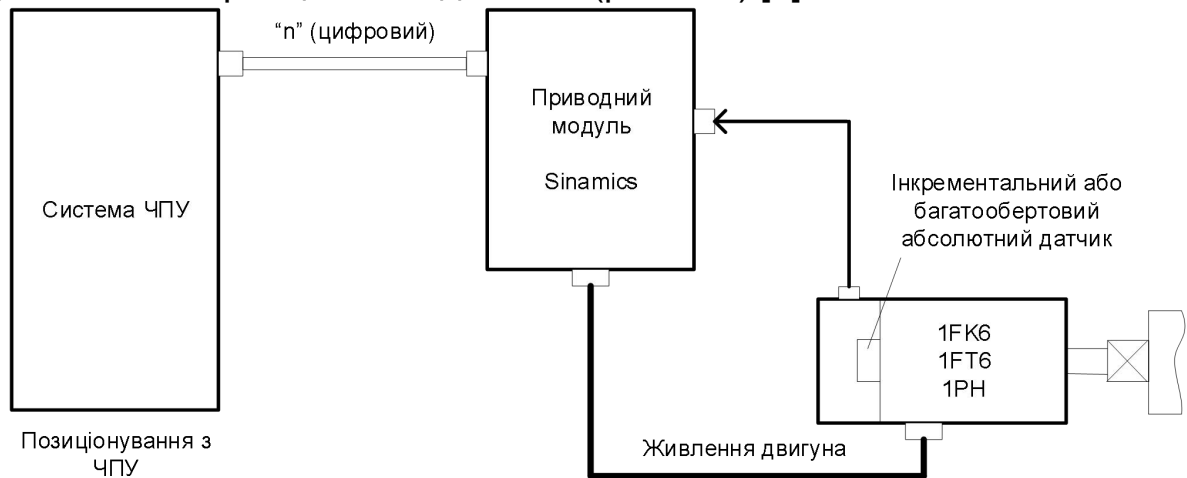 “n” (цифровий)
Приводний
модуль
Sinamics
Система ЧПУ
Інкрементальний або
багатообертовий
абсолютний датчик
1FK6
1FT6
1PH
Позиціонування з
ЧПУ
Живлення двигуна